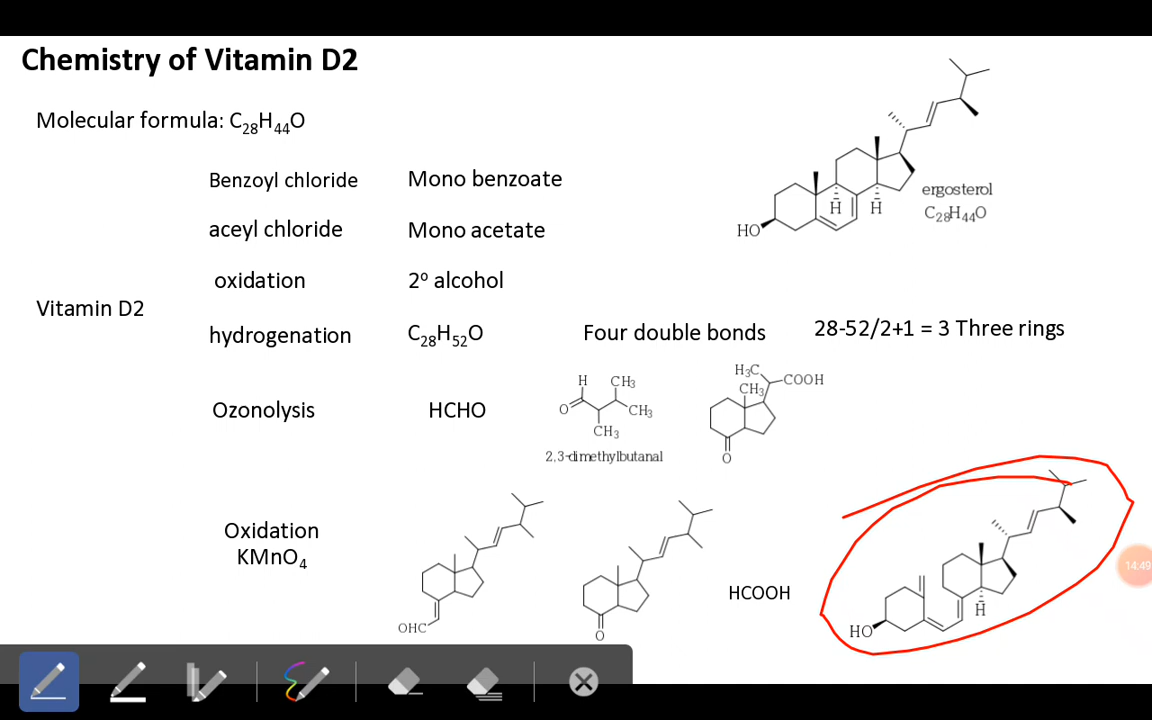 Chemistry of Vitamin D2
Molecular formula: C28H44O
Benzoyl chloride Mono benzoate
ergosterol
C28H44O
H H
HO
aceyl chloride Mono acetate
oxidation 2o alcohol
Vitamin D2
hydrogenation C28H52O Four double bonds 28-52/2+1 = 3 Three rings
Ozonolysis HCHO
H CH3
O CH3
CH3
2,3-dimethylbutanal
H3C COOH
CH3
O
Oxidation
KMnO4
OHC
O
HCOOH
H
HO
14:49